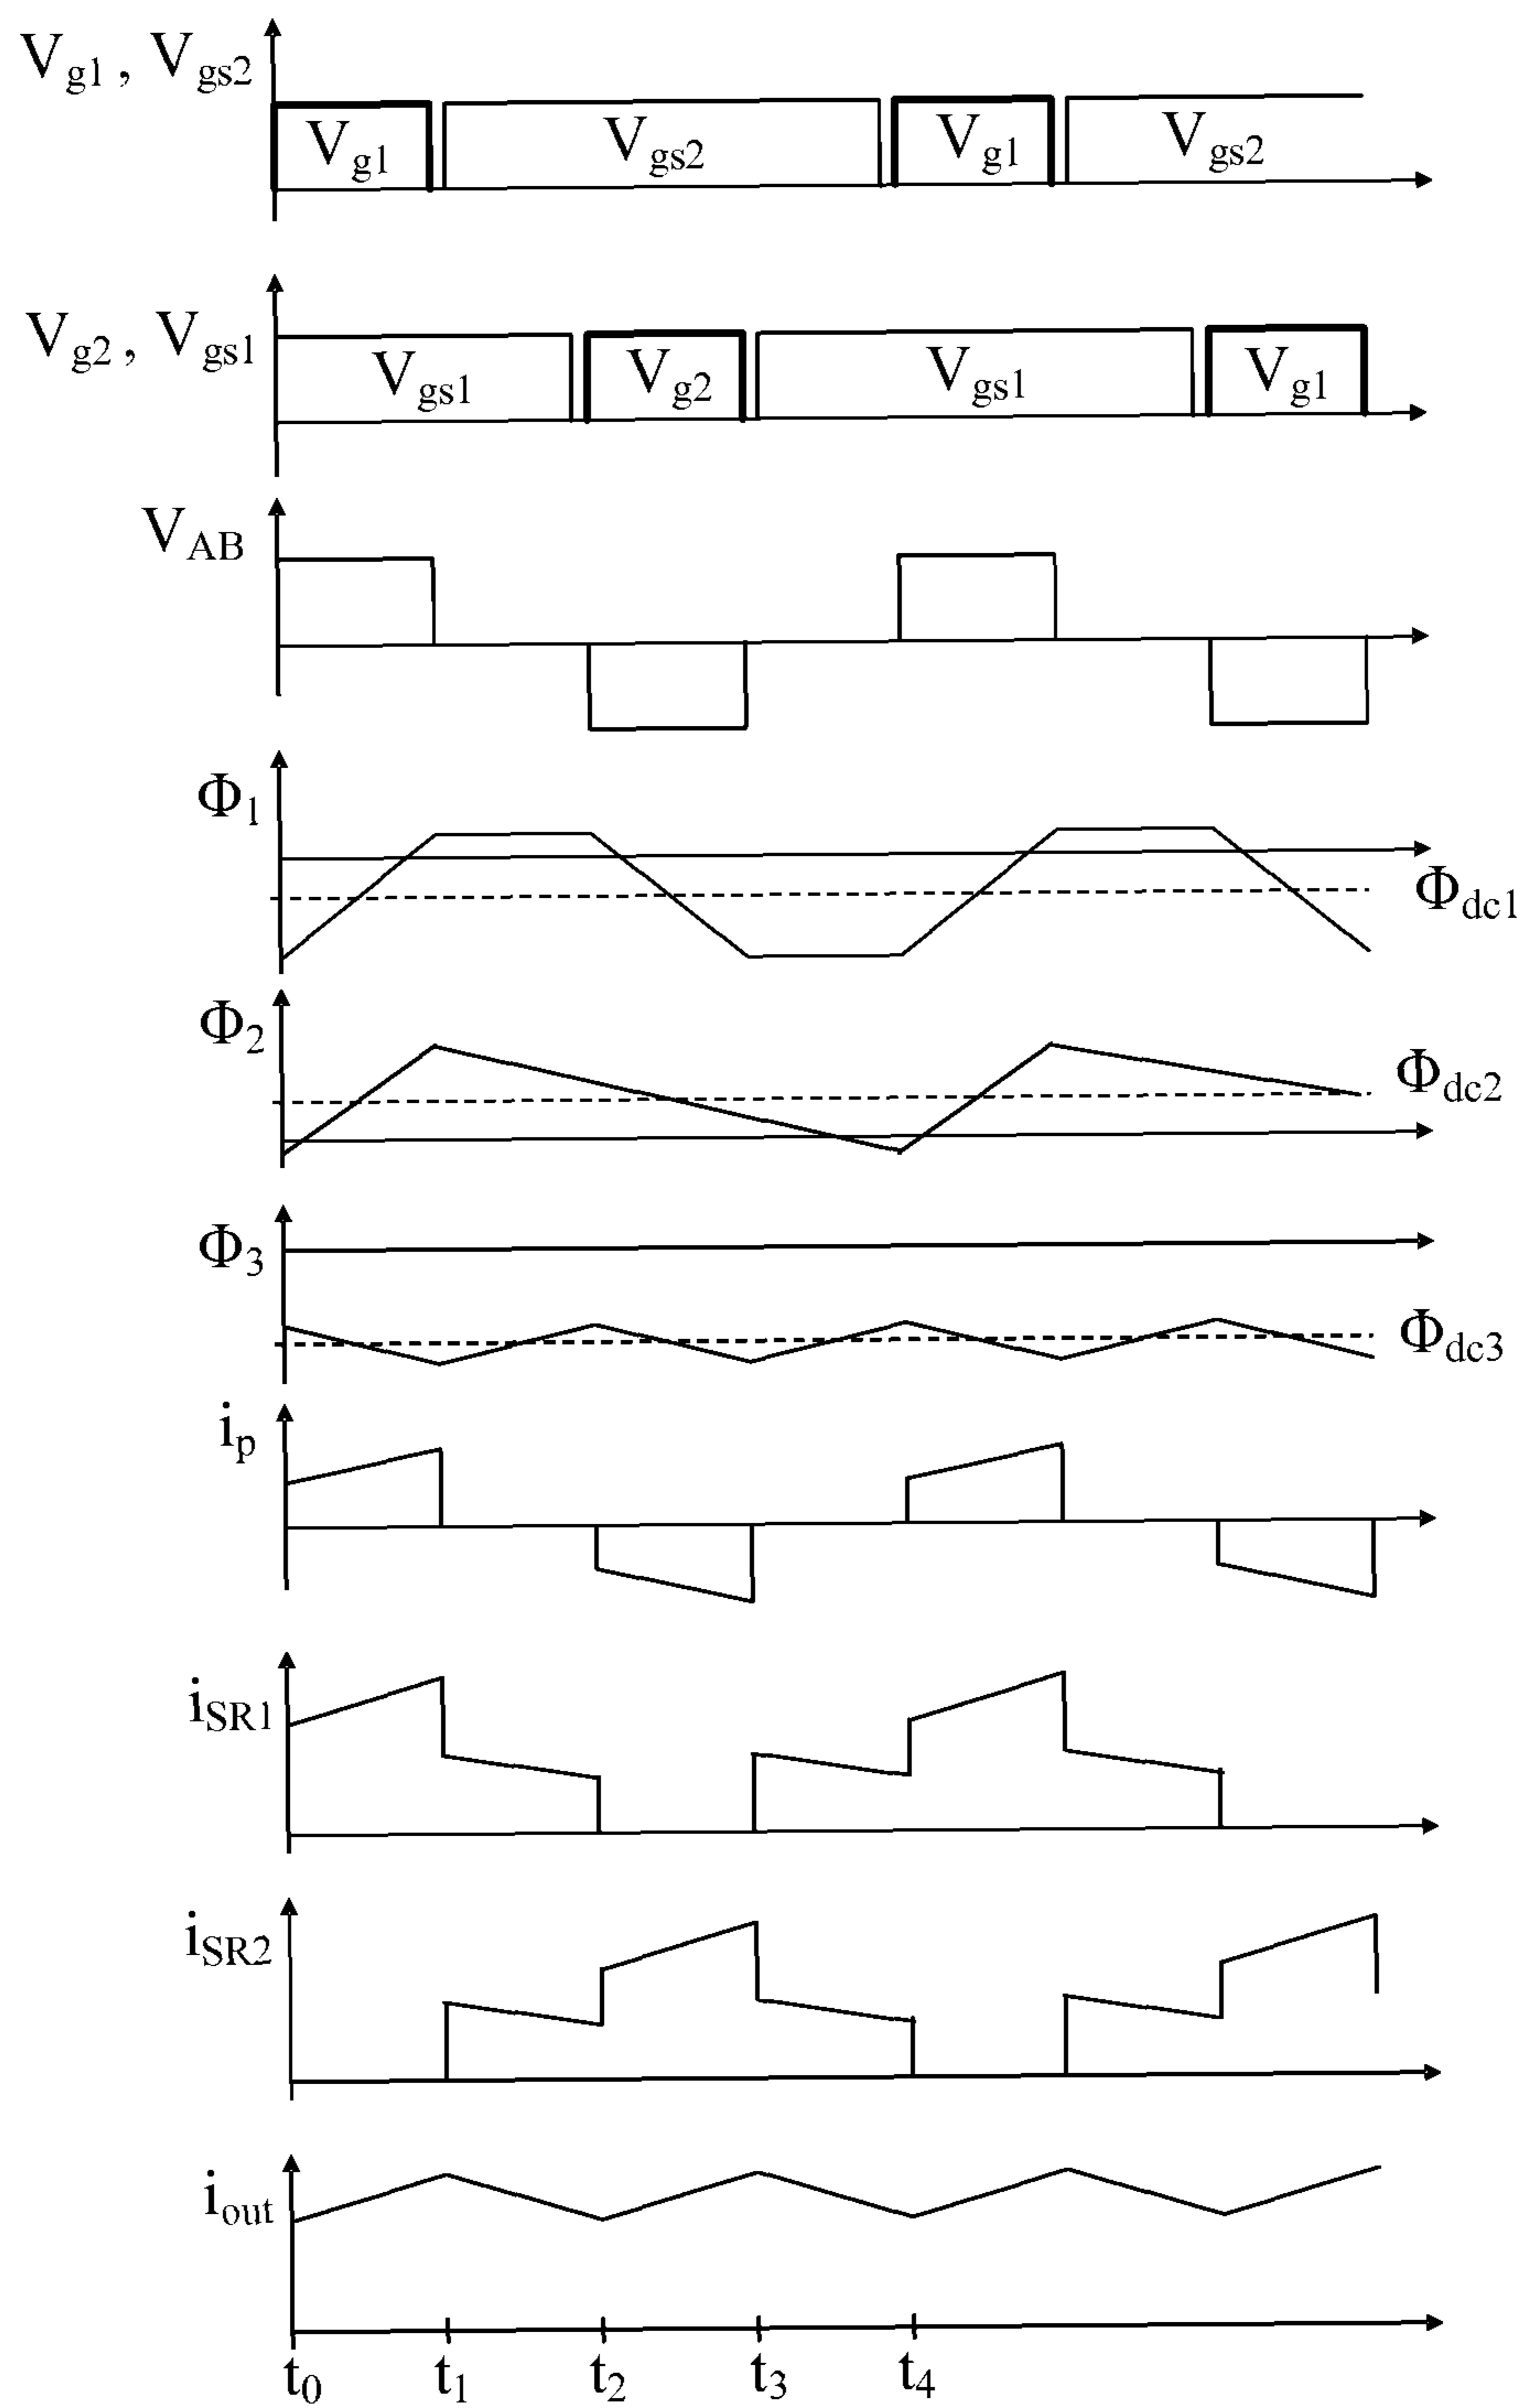 Vg1 , Vgs2
Vg1 Vgs2 Vg1 Vgs2
Vg2 , Vgs1
Vgs1 Vg2 Vgs1 Vg1
VAB
Φ1
Φdc1
Φ2
Φdc2
Φ3
Φdc3
ip
iSR1
iSR2
iout
t0 t1 t2 t3 t4